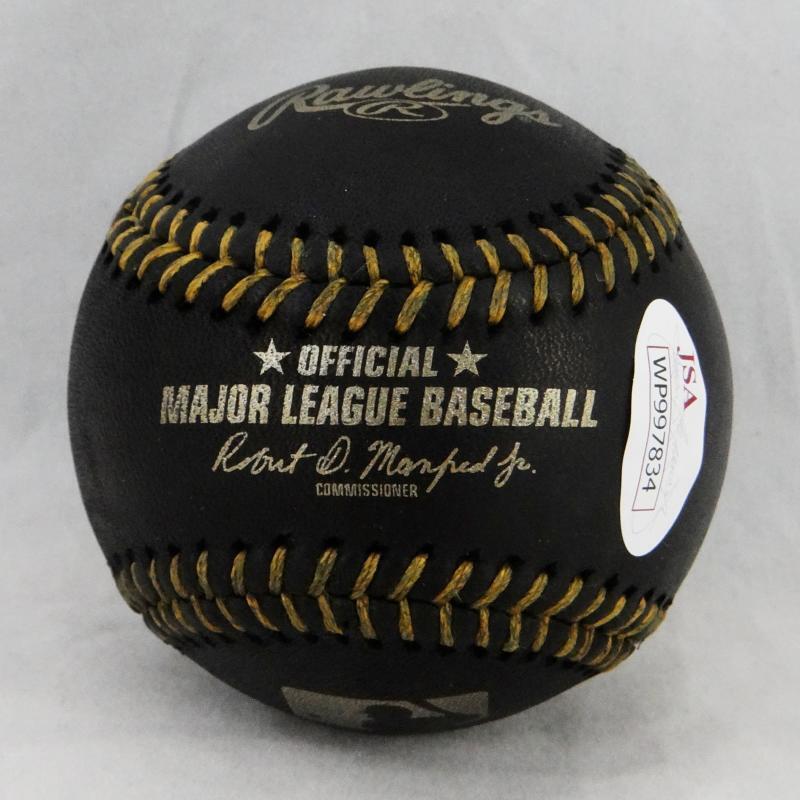 Rawlings
®
OFFICIAL
MAJOR LEAGUE BASEBALL
Robert D. Manfred Jr.
COMMISSIONER
JSA
WP997834